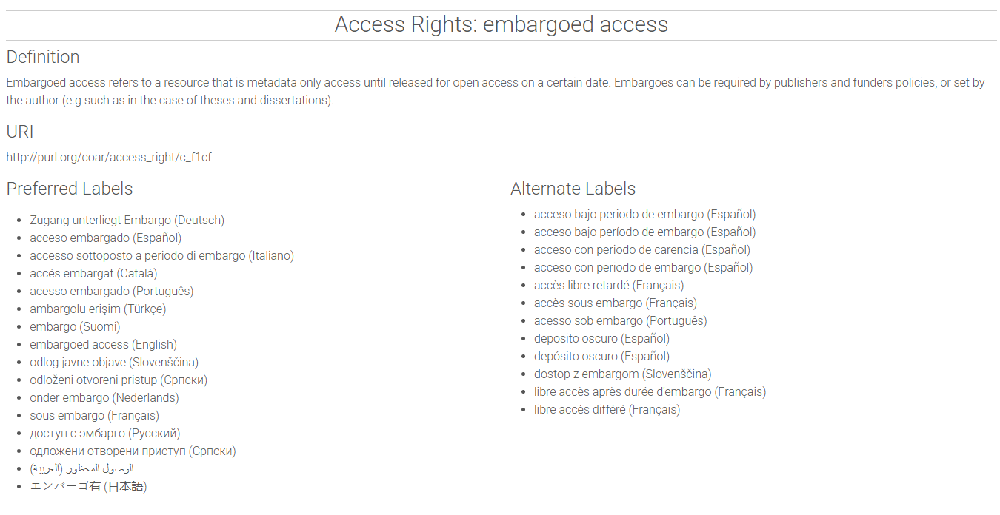 Access Rights: embargoed access
Definition
Embargoed access refers to a resource that is metadata only access until released for open access on a certain date. Embargoes can be required by publishers and funders policies, or set by
the author (e.g such as in the case of theses and dissertations).
URI
http://purl.org/coar/access_right/c_f1cf
Preferred Labels
Zugang unterliegt Embargo (Deutsch)
acceso embargado (Español)
accesso sottoposto a periodo di embargo (Italiano)
accés embargat (Català)
acesso embargado (Português)
ambargolu erişim (Türkçe)
embargo (Suomi)
embargoed access (English)
odlog javne objave (Slovenščina)
odloženi otvoreni pristup (Српски)
onder embargo (Nederlands)
sous embargo (Français)
доступ с эмбарго (Русский)
одложени отворени приступ (Српски)
الوصول المحظور (العربية)
エンバーゴ有 (日本語)
Alternate Labels
acceso bajo periodo de embargo (Español)
acceso bajo período de embargo (Español)
acceso con periodo de carencia (Español)
acceso con periodo de embargo (Español)
accès libre retardé (Français)
accès sous embargo (Français)
acesso sob embargo (Português)
deposito oscuro (Español)
depósito oscuro (Español)
dostop z embargom (Slovenščina)
libre accès après durée d'embargo (Français)
libre accès différé (Français)